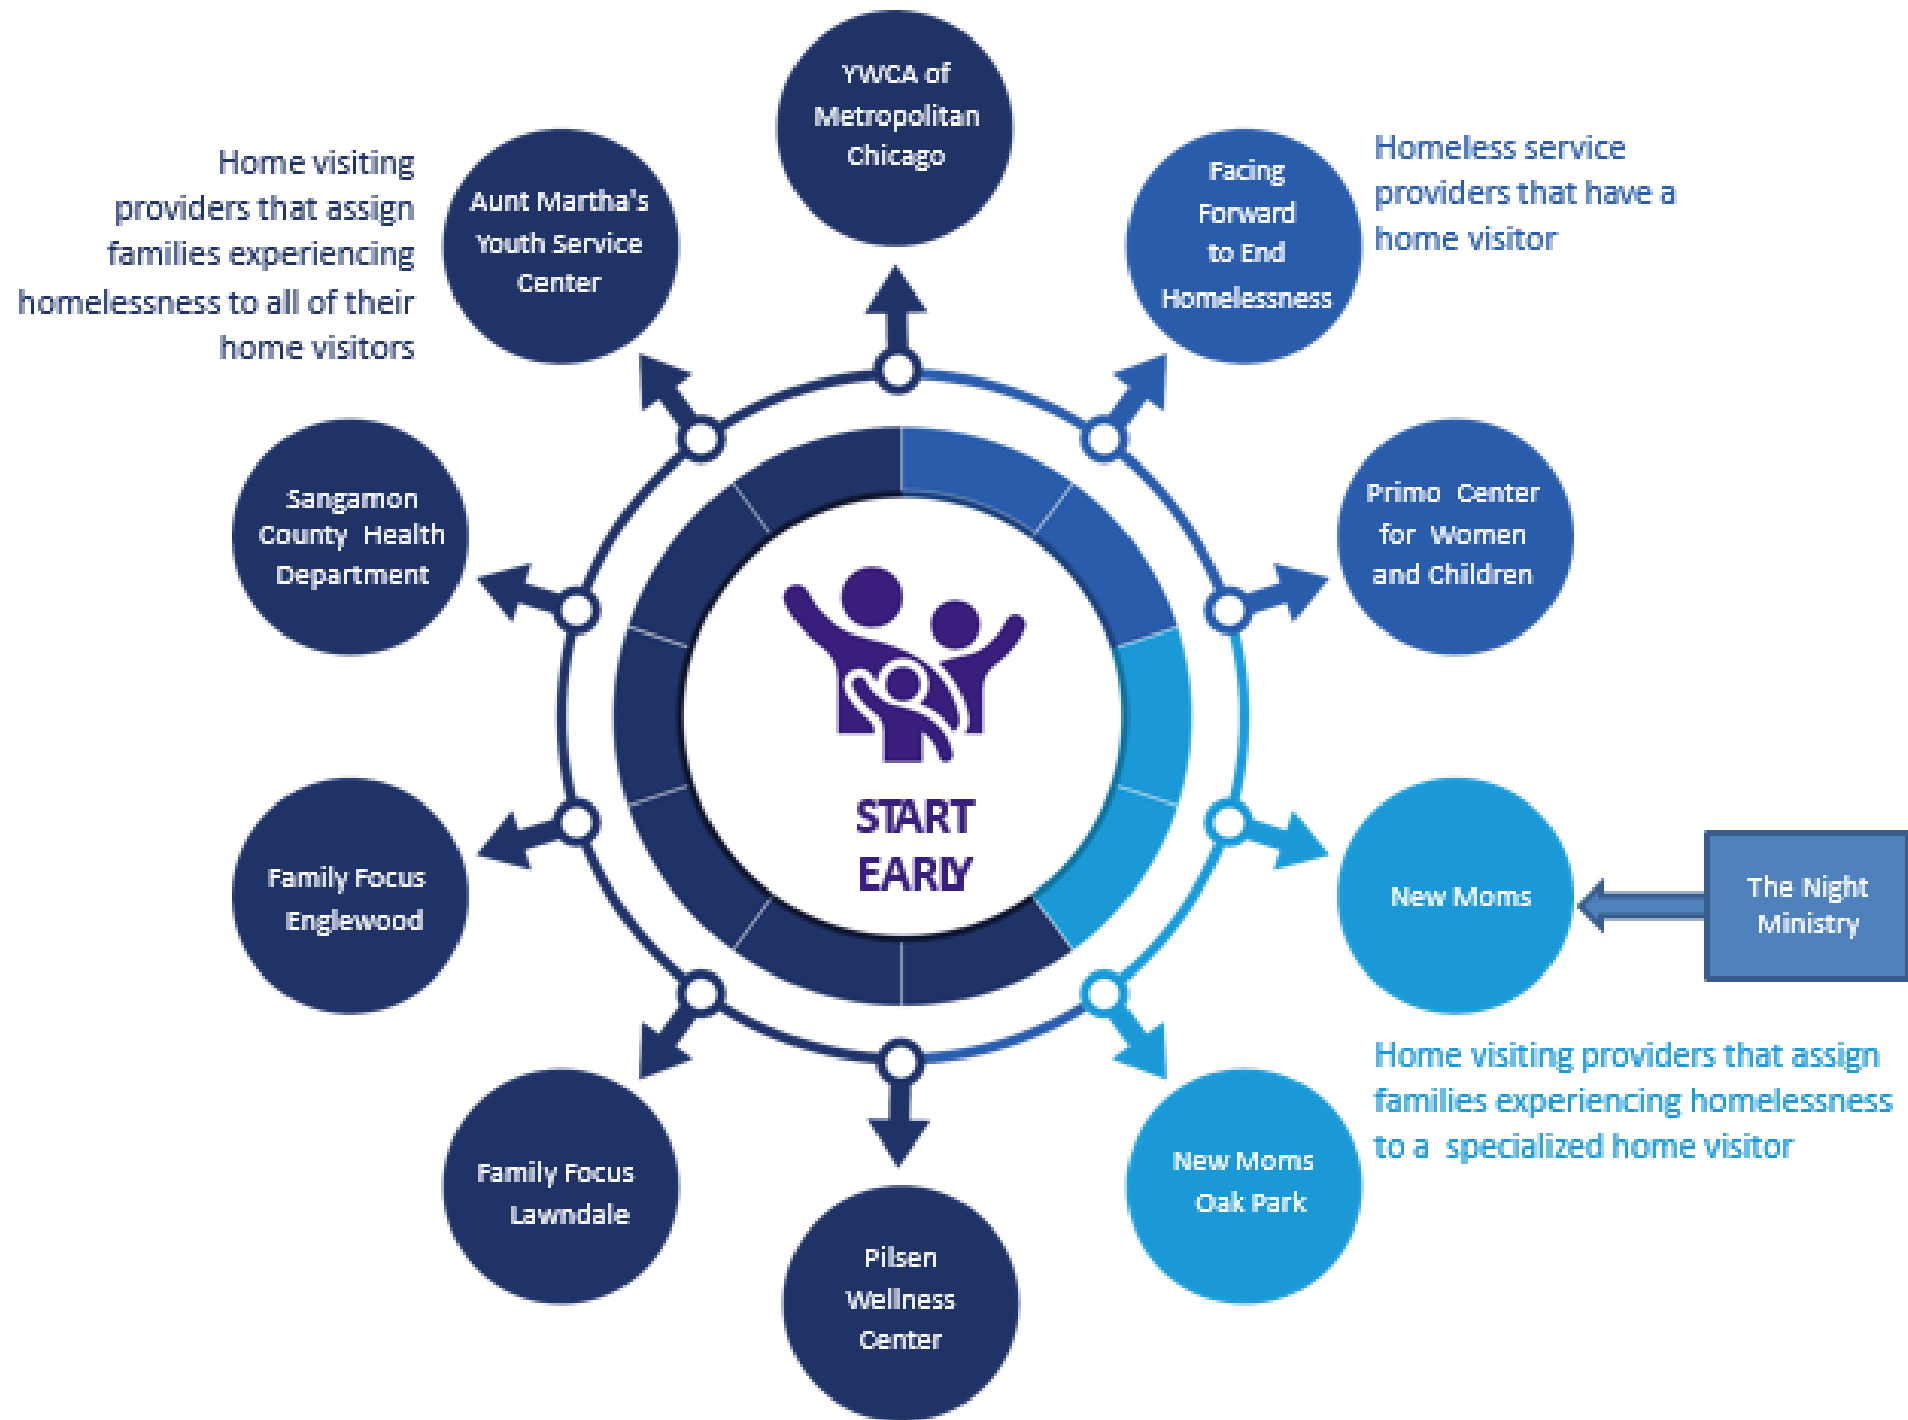 YWCA of
Metropolitan
Chicago
Home visiting
providers that assign
families experiencing
homelessness to all of their
home visitors
Aunt Martha's
Youth Service
Center
Facing
Forward
to End
Homelessness
Homeless service
providers that have a
home visitor
Sangamon
County Health
Department
Primo Center
for Women
and Children
START
EARLY
Family Focus
Englewood
New Moms
The Night
Ministry
Home visiting providers that assign
families experiencing homelessness
to a specialized home visitor
Family Focus
Lawndale
New Moms
Oak Park
Pilsen
Wellness
Center